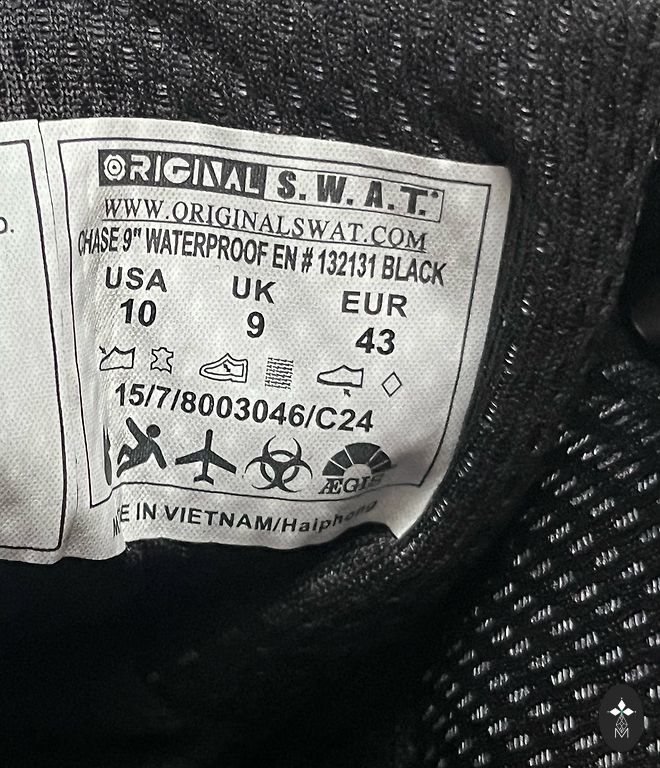 ORIGINAL S.W.A.T.®
WWW.ORIGINALSWAT.COM
CHASE 9" WATERPROOF EN # 132131 BLACK
USA UK EUR
10 9 43
15/7/8003046/C24
ÆGIS
IN VIETNAM/Haiphong
M